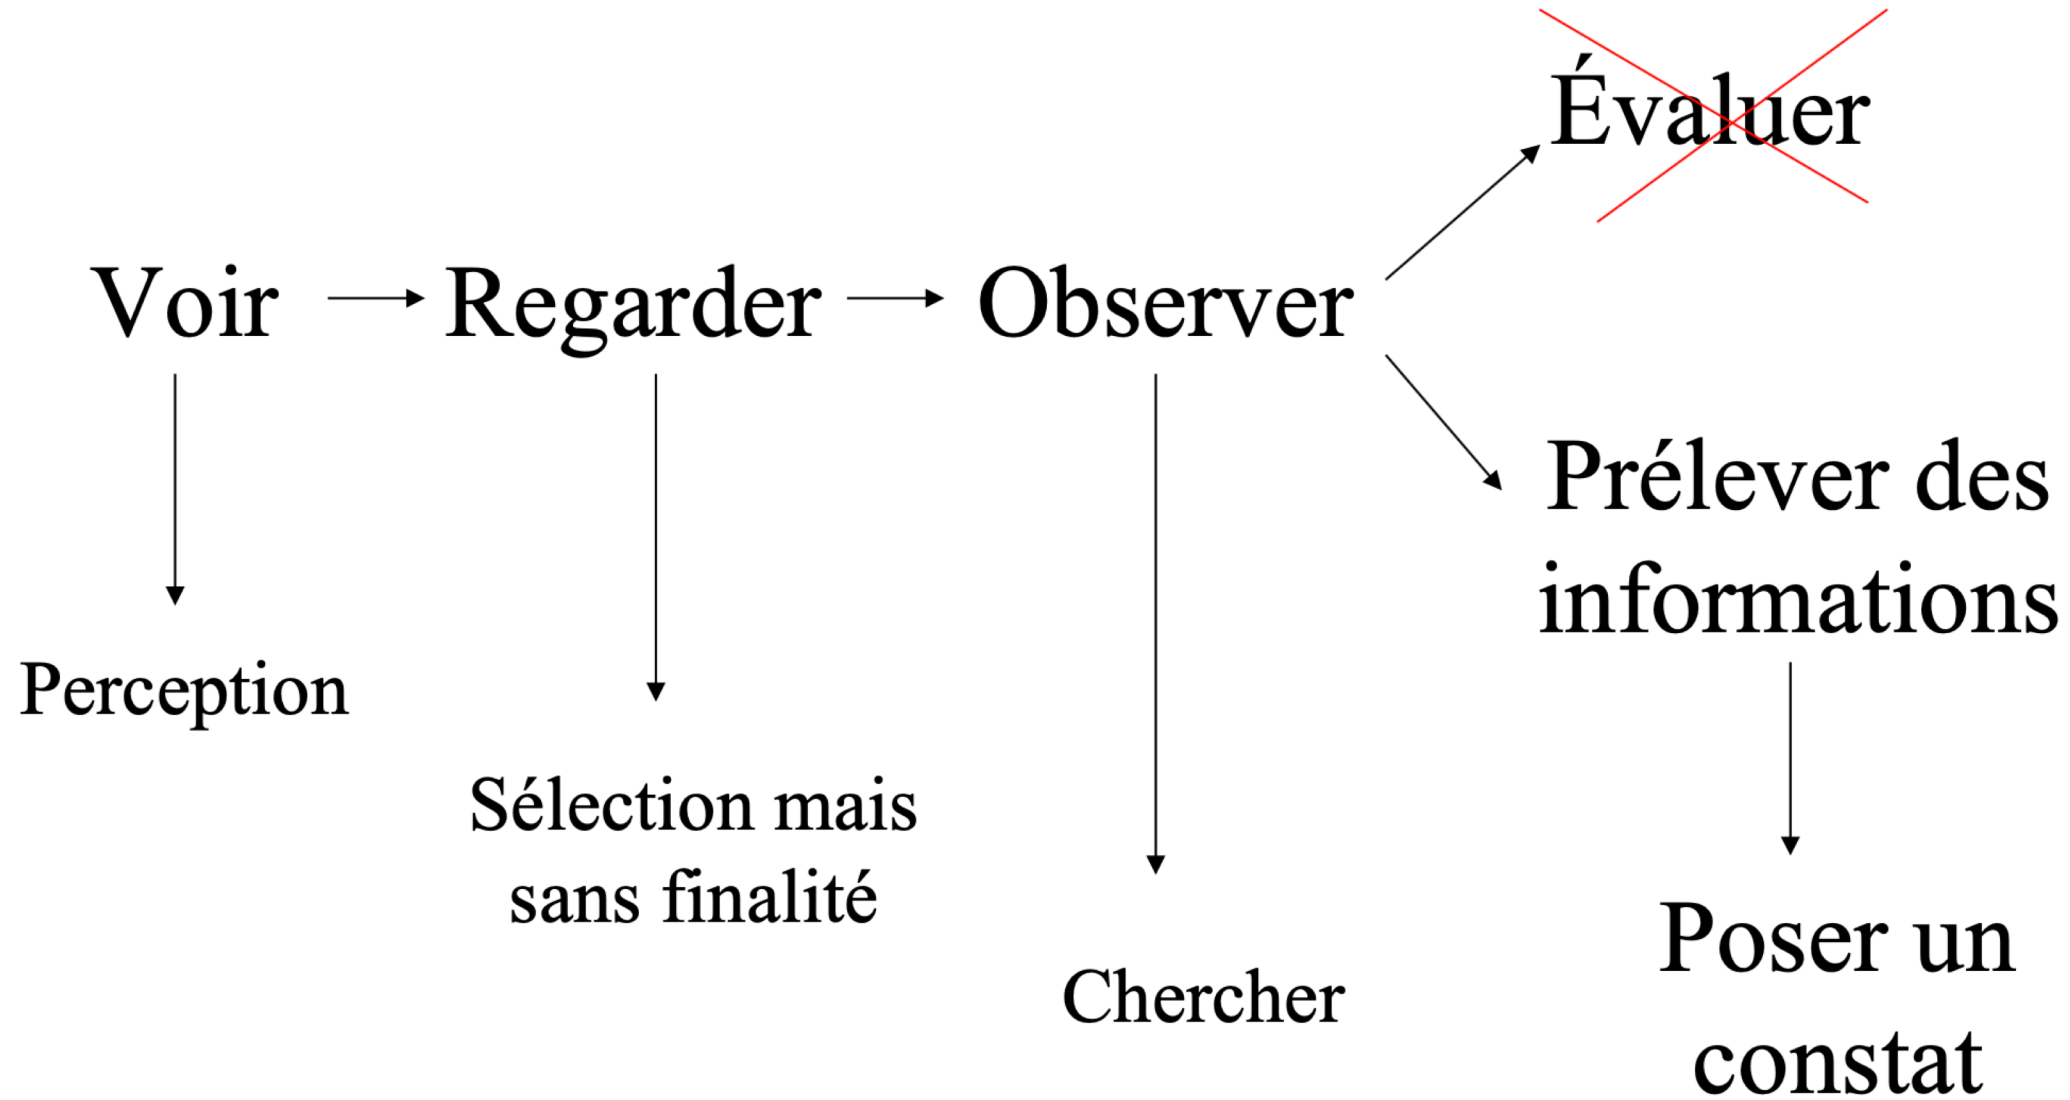 Évaluer
Voir
Regarder
Observer
Prélever des
informations
Perception
Sélection mais
sans finalité
Chercher
Poser un
constat